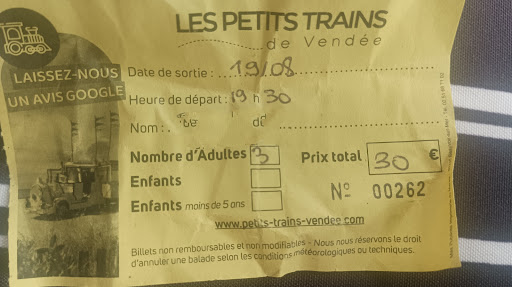 LES PETITS TRAINS
de Vendée
LAISSEZ-NOUS
UN AVIS GOOGLE
Date de sortie : 19/08
Heure de départ : 19 h 30
Nom :
Nombre d'Adultes 3 Prix total 30 €
Enfants
Enfants moins de 5 ans
N° 00262
www.petits-trains-vendee.com
Billets non remboursables et non modifiables - Nous nous réservons le droit
d'annuler une balade selon les conditions météorologiques ou techniques.